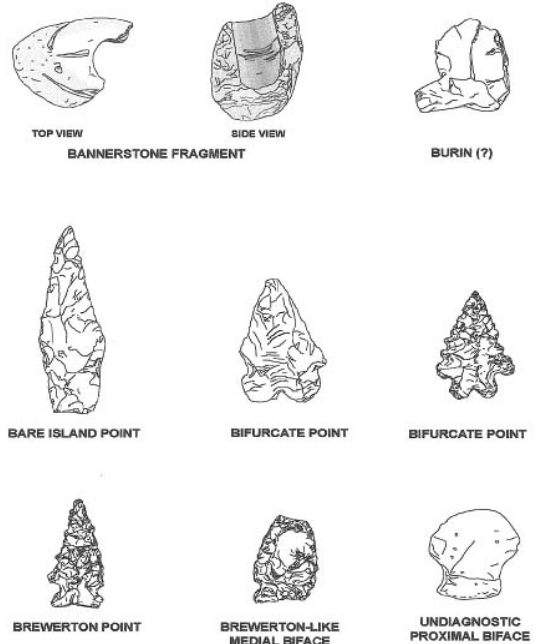 TOP VIEW
SIDE VIEW
BANNERSTONE FRAGMENT
BURIN (?)
BARE ISLAND POINT
BIFURCATE POINT
BIFURCATE POINT
BREWERTON POINT
BREWERTON-LIKE
MEDIAL BIFACE
UNDIAGNOSTIC
PROXIMAL BIFACE